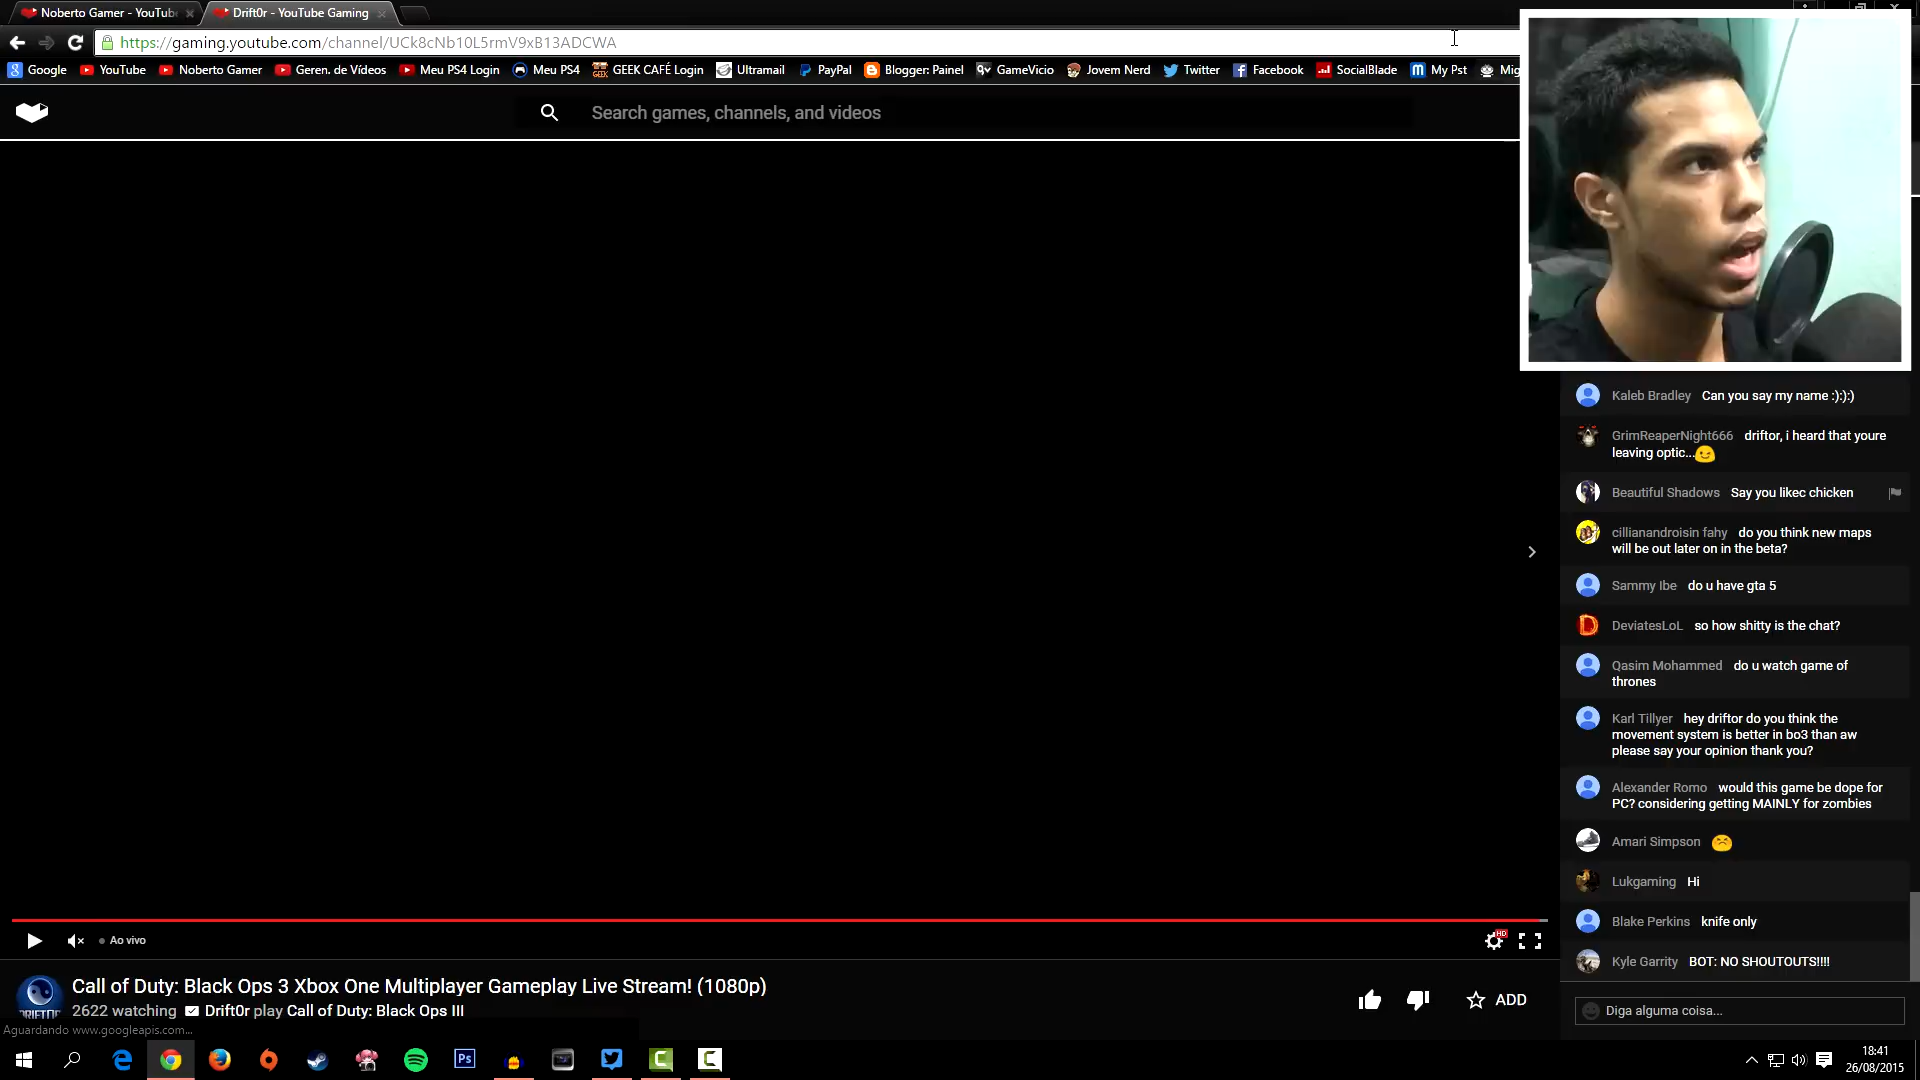 Noberto Gamer - YouTub
Drift0r - YouTube Gaming
https://gaming.youtube.com/channel/UCk8cNb10L5rmV9xB13ADCWA
Google YouTube Noberto Gamer Geren. de Vídeos Meu PS4 Login Meu PS4 GEEK CAFÉ Login Ultramail PayPal Blogger: Painel GameVicio Jovem Nerd Twitter Facebook SocialBlade My Pst Mig
Search games, channels, and videos
Kaleb Bradley Can you say my name :):):)
GrimReaperNight666 driftor, i heard that youre
leaving optic...
Beautiful Shadows Say you likec chicken
cillianandroisin fahy do you think new maps
will be out later on in the beta?
Sammy Ibe do u have gta 5
DeviatesLoL so how shitty is the chat?
Qasim Mohammed do u watch game of
thrones
Karl Tillyer hey driftor do you think the
movement system is better in bo3 than aw
please say your opinion thank you?
Alexander Romo would this game be dope for
PC? considering getting MAINLY for zombies
Amari Simpson
Lukgaming Hi
Blake Perkins knife only
Kyle Garrity BOT: NO SHOUTOUTS!!!!
Diga alguma coisa...
Ao vivo
HD
Call of Duty: Black Ops 3 Xbox One Multiplayer Gameplay Live Stream! (1080p)
2622 watching Drift0r play Call of Duty: Black Ops III
ADD
DRIFTOR
Aguardando www.googleapis.com...
Ps
18:41
26/08/2015